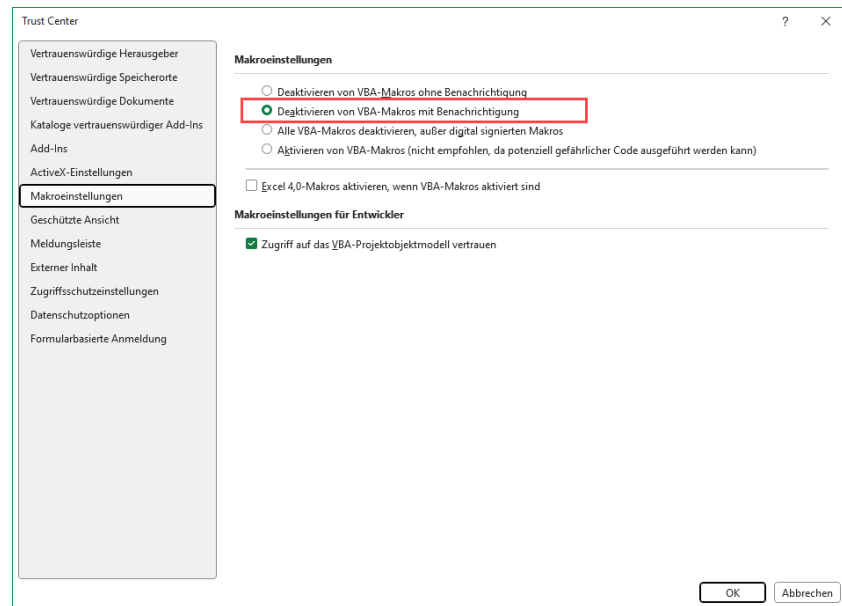 Trust Center
?
Vertrauenswürdige Herausgeber
Vertrauenswürdige Speicherorte
Vertrauenswürdige Dokumente
Kataloge vertrauenswürdiger Add-Ins
Add-Ins
ActiveX-Einstellungen
Makroeinstellungen
Geschützte Ansicht
Meldungsleiste
Externer Inhalt
Zugriffsschutzeinstellungen
Datenschutzoptionen
Formularbasierte Anmeldung
Makroeinstellungen
Deaktivieren von VBA-Makros ohne Benachrichtigung
Deaktivieren von VBA-Makros mit Benachrichtigung
Alle VBA-Makros deaktivieren, außer digital signierten Makros
Aktivieren von VBA-Makros (nicht empfohlen, da potenziell gefährlicher Code ausgeführt werden kann)
Excel 4,0-Makros aktivieren, wenn VBA-Makros aktiviert sind
Makroeinstellungen für Entwickler
Zugriff auf das VBA-Projektobjektmodell vertrauen
OK
Abbrechen